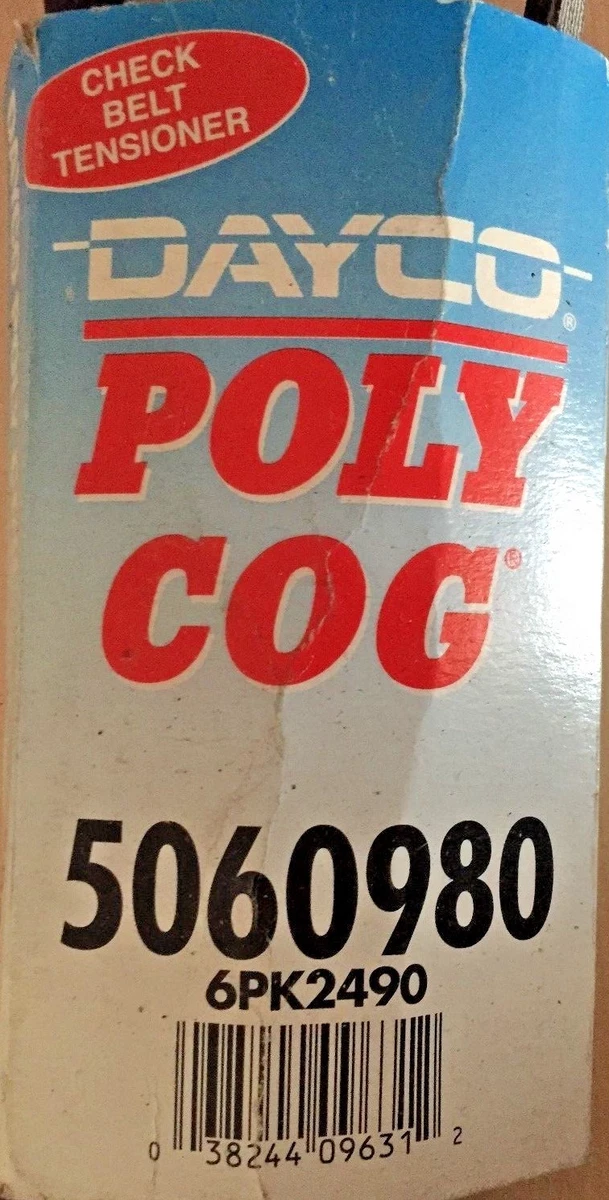 CHECK
BELT
TENSIONER
DAYCO®
POLY
COG®
5060980
6PK2490
0 38244 09631 2